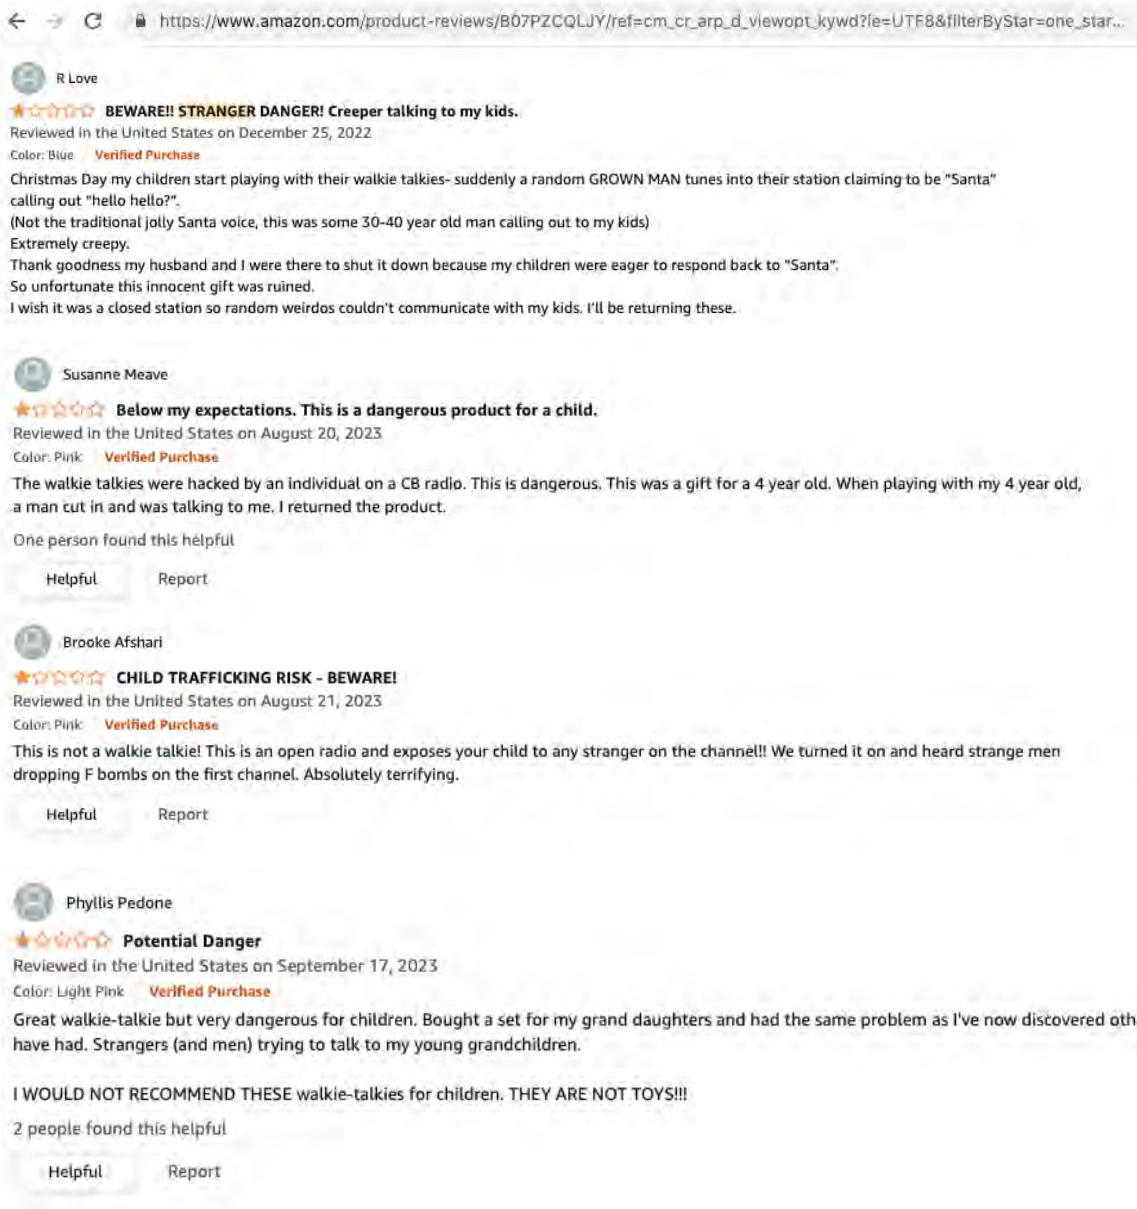 https://www.amazon.com/product-reviews/B07PZCQLJY/ref=cm_cr_arp_d_viewopt_kywd?ie=UTF8&filterByStar=one_star...
R Love
BEWARE!! STRANGER DANGER! Creeper talking to my kids.
Reviewed in the United States on December 25, 2022
Color: Blue Verified Purchase
Christmas Day my children start playing with their walkie talkies- suddenly a random GROWN MAN tunes into their station claiming to be "Santa"
calling out "hello hello?".
(Not the traditional jolly Santa voice, this was some 30-40 year old man calling out to my kids)
Extremely creepy.
Thank goodness my husband and I were there to shut it down because my children were eager to respond back to "Santa".
So unfortunate this innocent gift was ruined.
I wish it was a closed station so random weirdos couldn't communicate with my kids. I'll be returning these.
Susanne Meave
Below my expectations. This is a dangerous product for a child.
Reviewed in the United States on August 20, 2023
Color: Pink Verified Purchase
The walkie talkies were hacked by an individual on a CB radio. This is dangerous. This was a gift for a 4 year old. When playing with my 4 year old,
a man cut in and was talking to me. I returned the product.
One person found this helpful
Helpful Report
Brooke Afshari
CHILD TRAFFICKING RISK - BEWARE!
Reviewed in the United States on August 21, 2023
Color: Pink Verified Purchase
This is not a walkie talkie! This is an open radio and exposes your child to any stranger on the channel!! We turned it on and heard strange men
dropping F bombs on the first channel. Absolutely terrifying.
Helpful Report
Phyllis Pedone
Potential Danger
Reviewed in the United States on September 17, 2023
Color: Light Pink Verified Purchase
Great walkie-talkie but very dangerous for children. Bought a set for my grand daughters and had the same problem as I've now discovered oth
have had. Strangers (and men) trying to talk to my young grandchildren.
I WOULD NOT RECOMMEND THESE walkie-talkies for children. THEY ARE NOT TOYS!!!
2 people found this helpful
Helpful Report